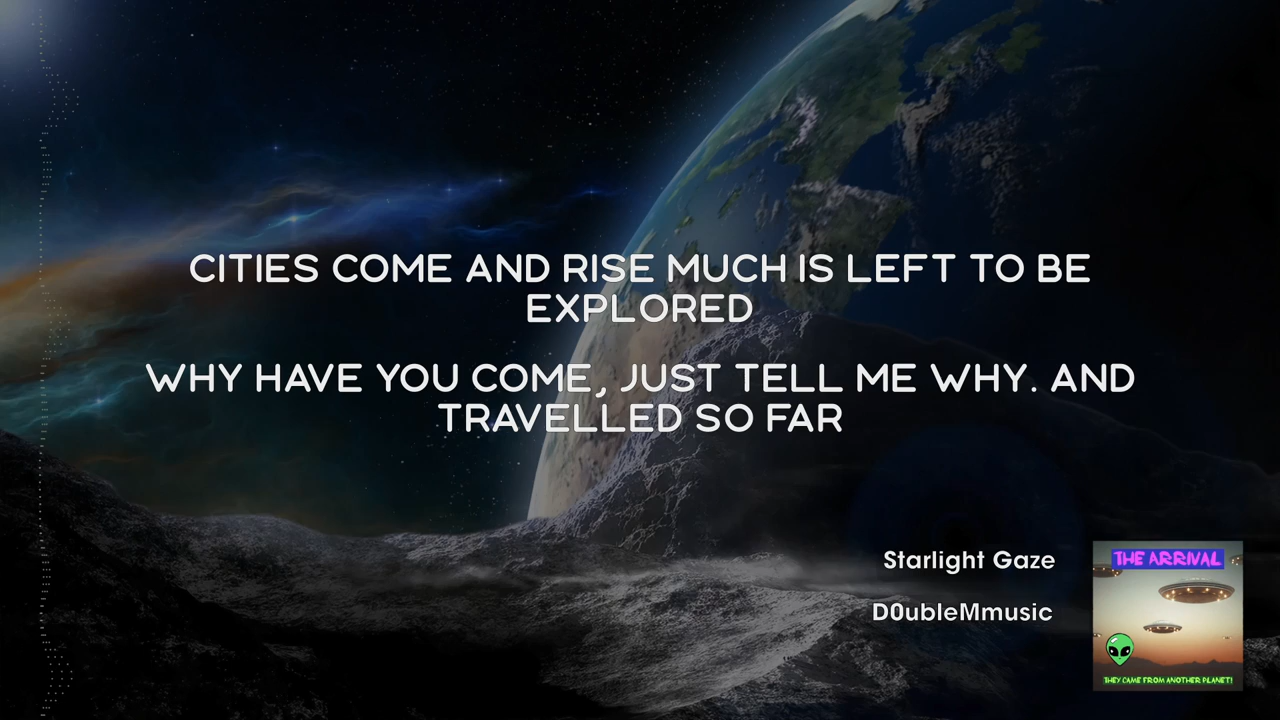 CITIES COME AND RISE MUCH IS LEFT TO BE
EXPLORED
WHY HAVE YOU COME, JUST TELL ME WHY. AND
TRAVELLED SO FAR
Starlight Gaze
D0ubleMmusic
THE ARRIVAL
THEY CAME FROM ANOTHER PLANET!